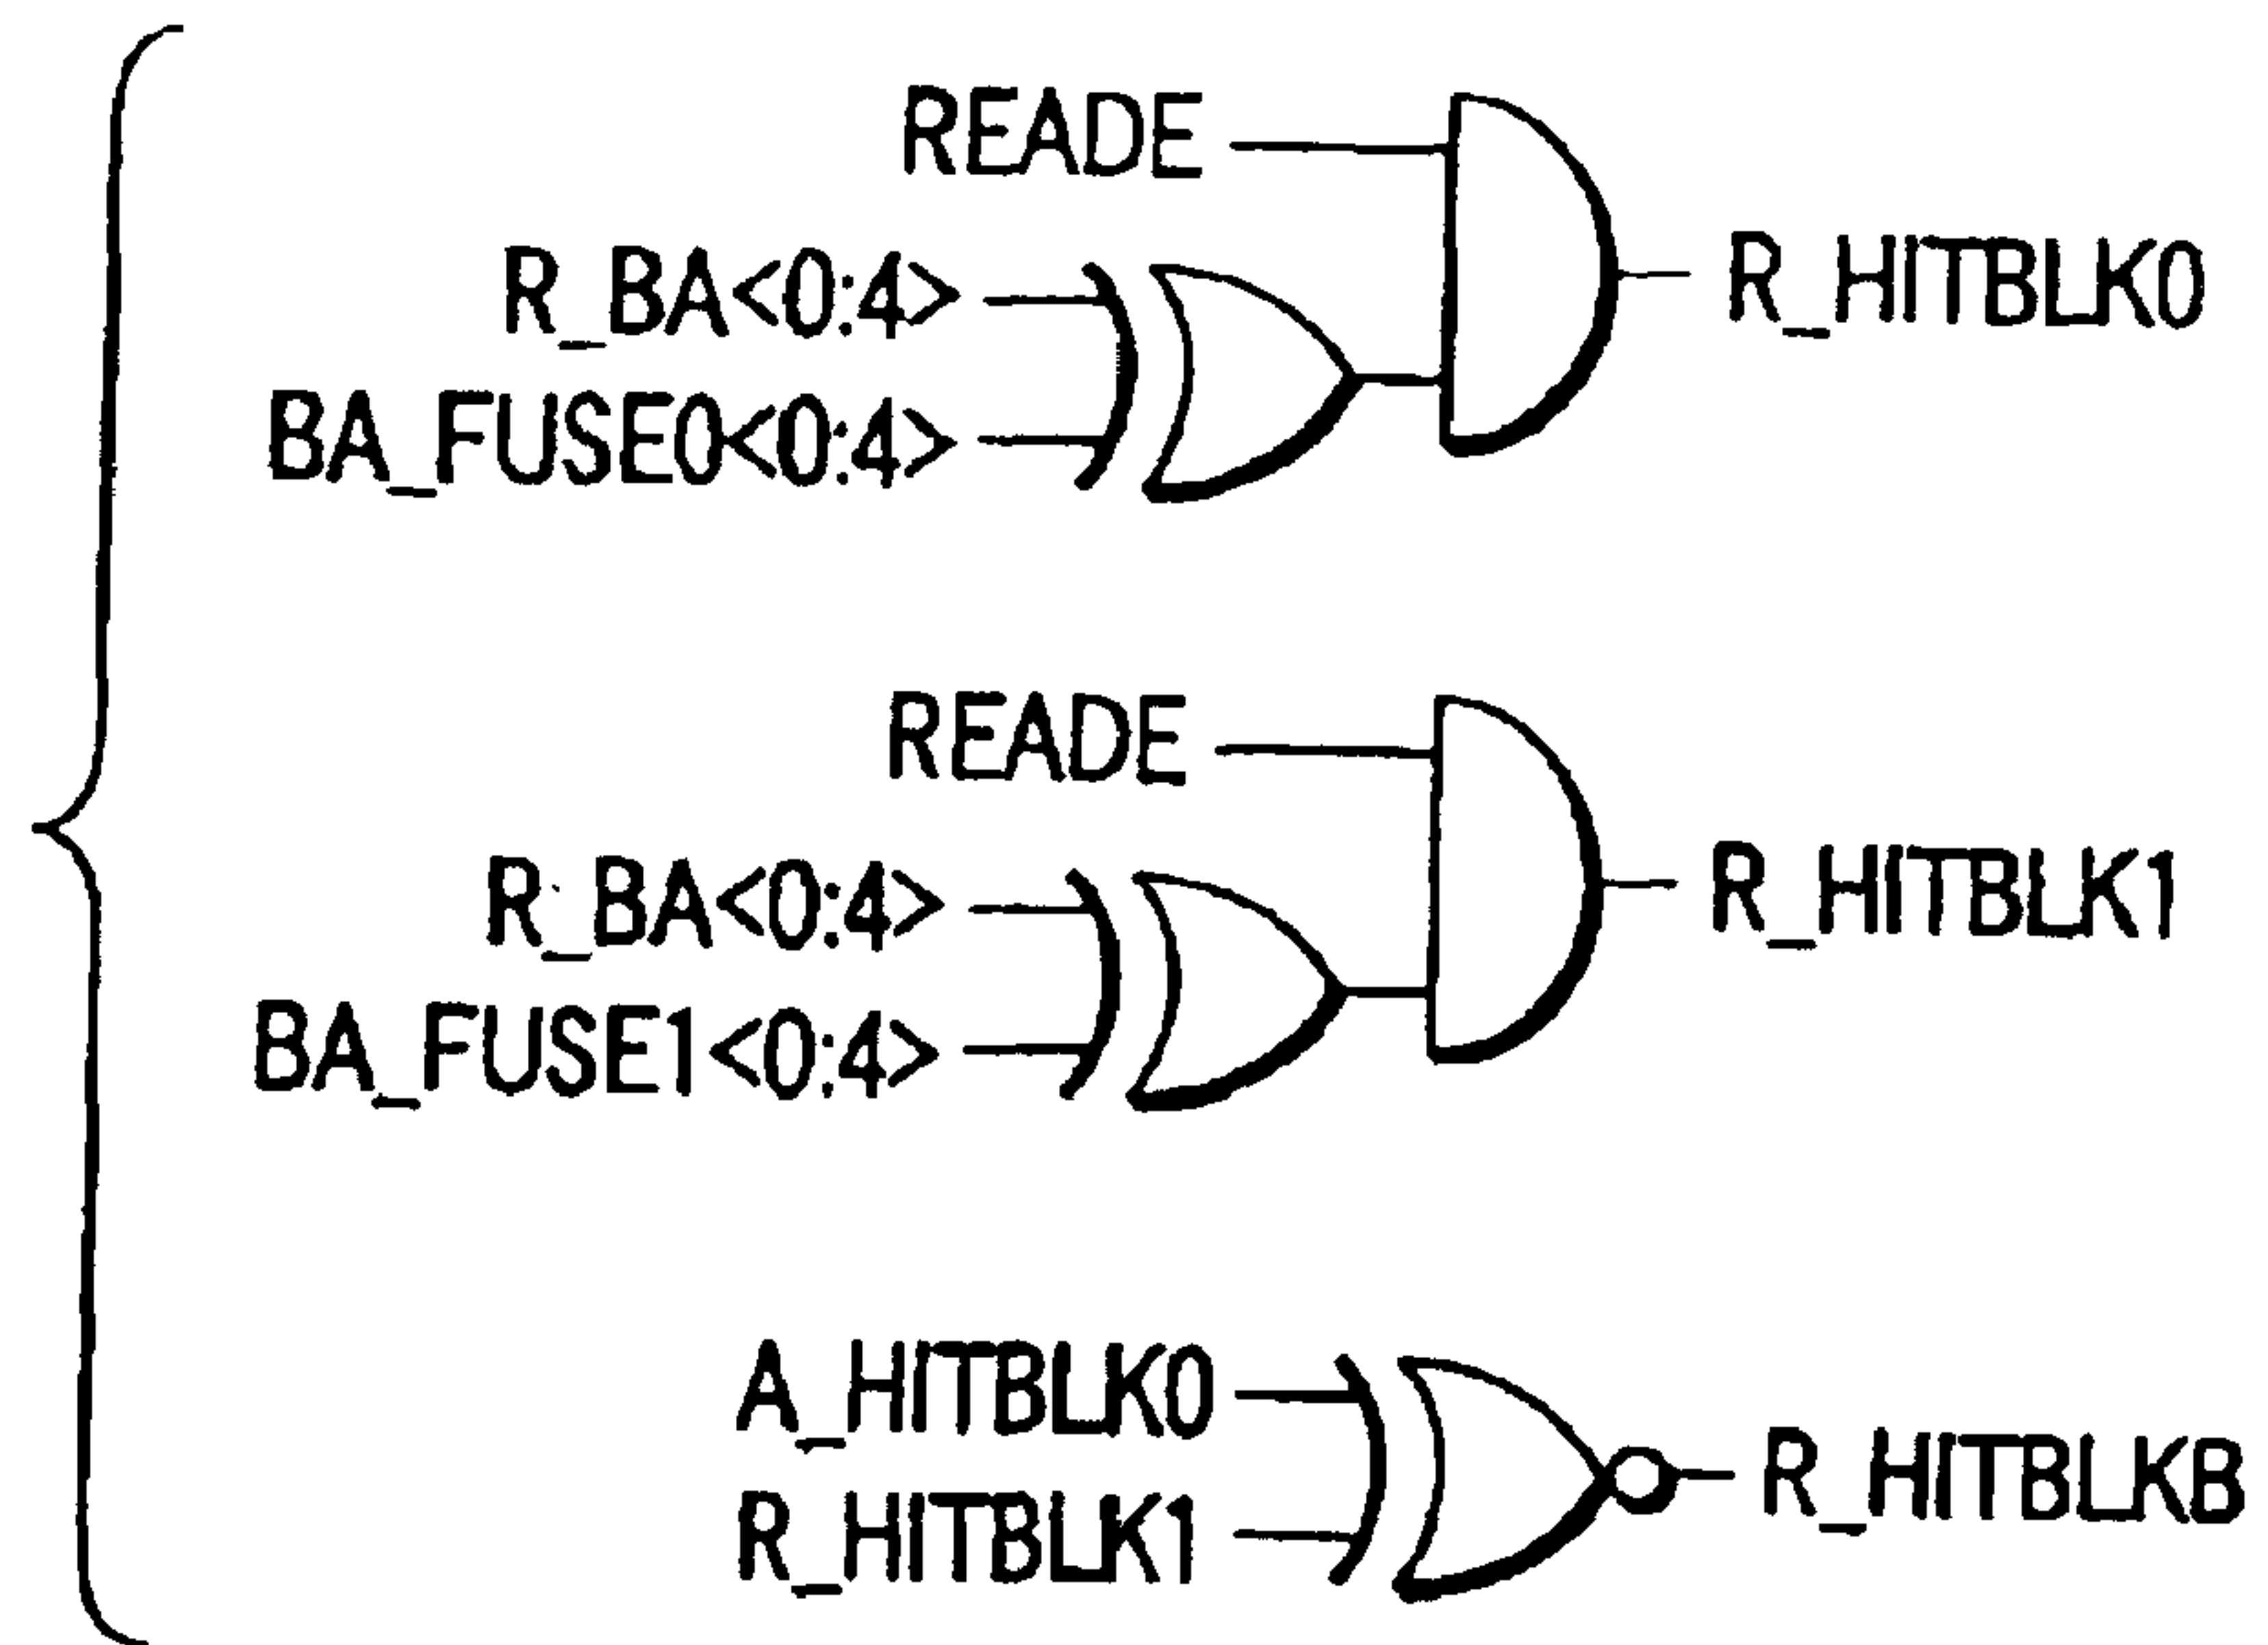 READE
R_BA<0:4>
BA_FUSE0<0:4>
R_HITBLK0
READE
R_BA<0:4>
BA_FUSE1<0:4>
R_HITBLK1
A_HITBLK0
R_HITBLK1
R_HITBLKB